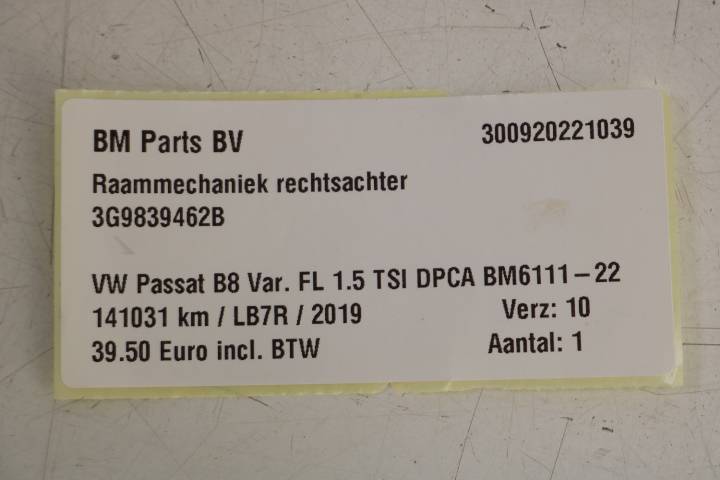 BM Parts BV 300920221039
Raammechaniek rechtsachter
3G9839462B
VW Passat B8 Var. FL 1.5 TSI DPCA BM6111-22
141031 km / LB7R / 2019 Verz: 10
39.50 Euro incl. BTW Aantal: 1